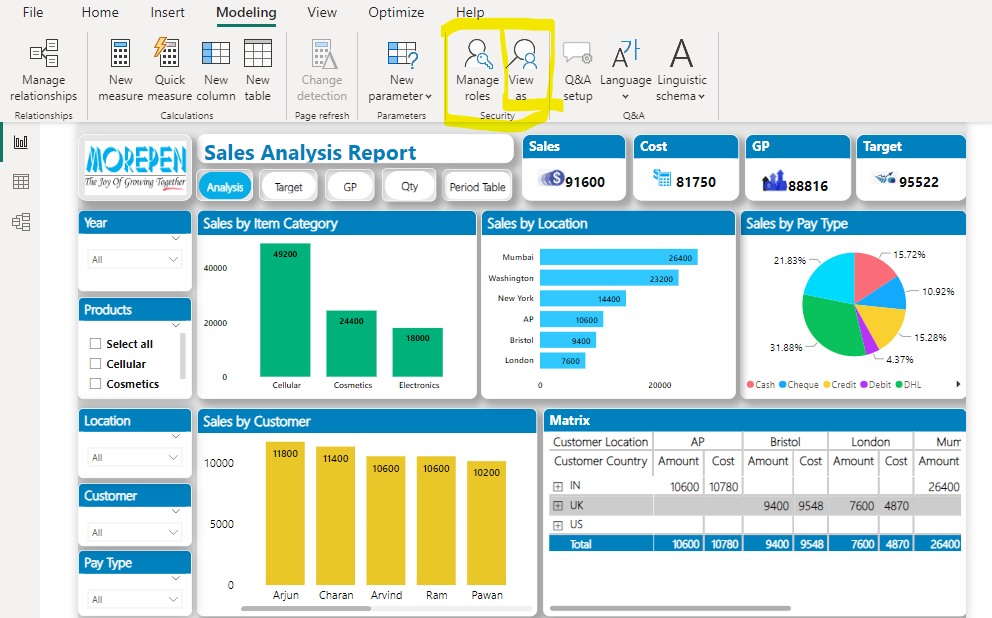 File Home Insert Modeling View Optimize Help
Manage relationships
New measure
Quick measure
New column
New table
Change detection
New parameter
Manage roles
View as
Q&A setup
Language
Linguistic schema
Relationships
Calculations
Page refresh
Parameters
Security
Q&A
MOREPEN
The Joy Of Growing Together
Sales Analysis Report
Analysis Target GP Qty Period Table
Sales
91600
Cost
81750
GP
88816
Target
95522
Year
All
Products
Select all
Cellular
Cosmetics
Location
All
Customer
All
Pay Type
All
Sales by Item Category
40000
20000
0
49200
24400
18000
Cellular Cosmetics Electronics
Sales by Location
Mumbai 26400
Washington 23200
New York 14400
AP 10600
Bristol 9400
London 7600
0 20000
Sales by Pay Type
15.72%
10.92%
15.28%
4.37%
31.88%
21.83%
Cash Cheque Credit Debit DHL
Sales by Customer
10000
5000
0
11800 11400 10600 10600 10200
Arjun Charan Arvind Ram Pawan
Matrix
Customer Location AP Bristol London Mum
Customer Country Amount Cost Amount Cost Amount Cost Amount
IN 10600 10780 26400
UK 9400 9548 7600 4870
US
Total 10600 10780 9400 9548 7600 4870 26400